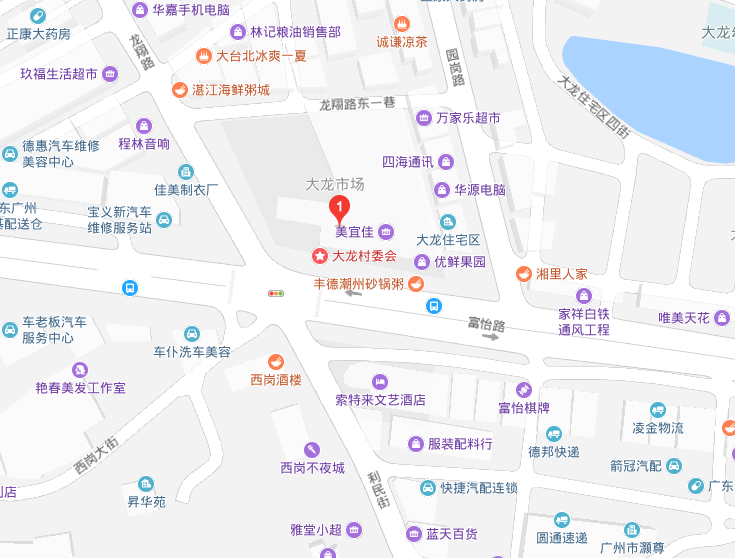 华嘉手机电脑
正康大药房
林记粮油销售部
诚谦凉茶
龙翔路
大台北冰爽一夏
园岗路
玖福生活超市
湛江海鲜粥城
大龙住宅区四街
龙翔路东一巷
万家乐超市
程林音响
德惠汽车维修
美容中心
四海通讯
佳美制衣厂
大龙市场
华源电脑
东广州
配送仓
宝义新汽车
维修服务站
1
美宜佳
大龙住宅区
大龙村委会
优鲜果园
湘里人家
丰德潮州砂锅粥
富怡路
家祥白铁
通风工程
唯美天花
车老板汽车
服务中心
车仆洗车美容
西岗酒楼
艳春美发工作室
索特来文艺酒店
富怡棋牌
凌金物流
西岗大街
服装配料行
德邦快递
西岗不夜城
箭冠汽配
利民街
快捷汽配连锁
广东
店
昇华苑
雅堂小超
蓝天百货
圆通速递
广州市灏尊